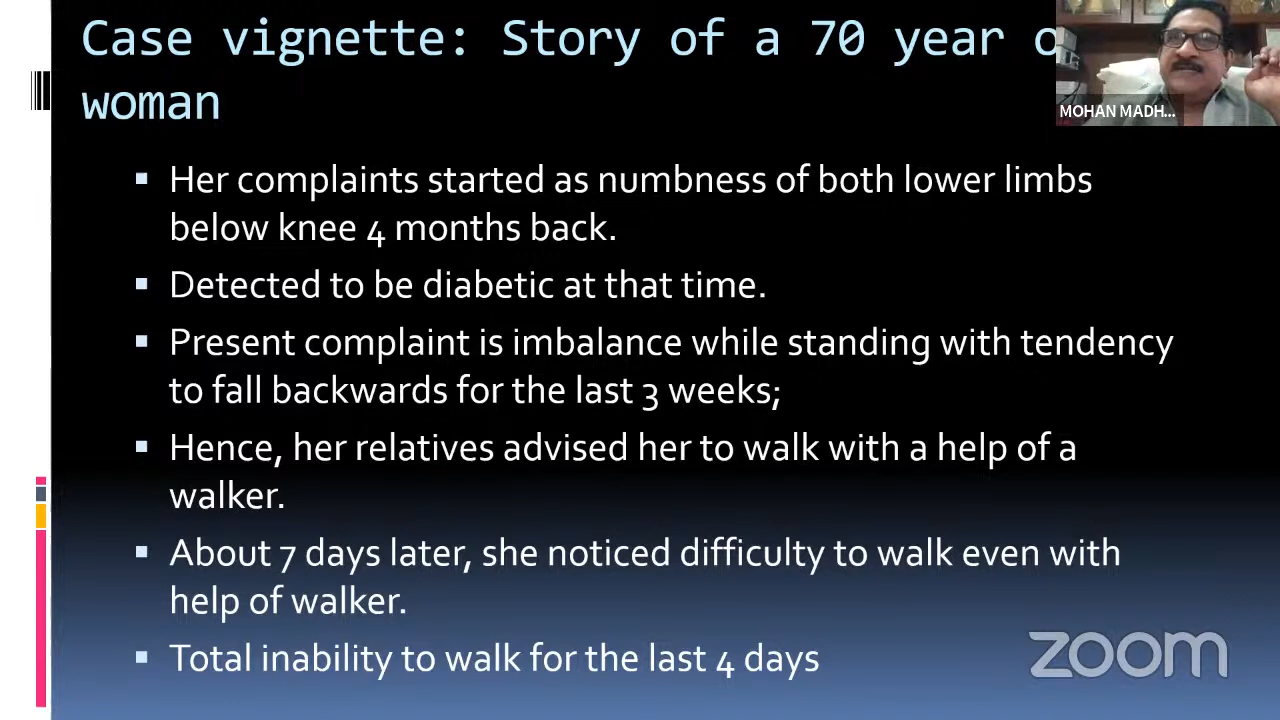 Case vignette: Story of a 70 year
woman
MOHAN MADH...
Her complaints started as numbness of both lower limbs
below knee 4 months back.
Detected to be diabetic at that time.
Present complaint is imbalance while standing with tendency
to fall backwards for the last 3 weeks;
Hence, her relatives advised her to walk with a help of a
walker.
About 7 days later, she noticed difficulty to walk even with
help of walker.
Total inability to walk for the last 4 days
zoom